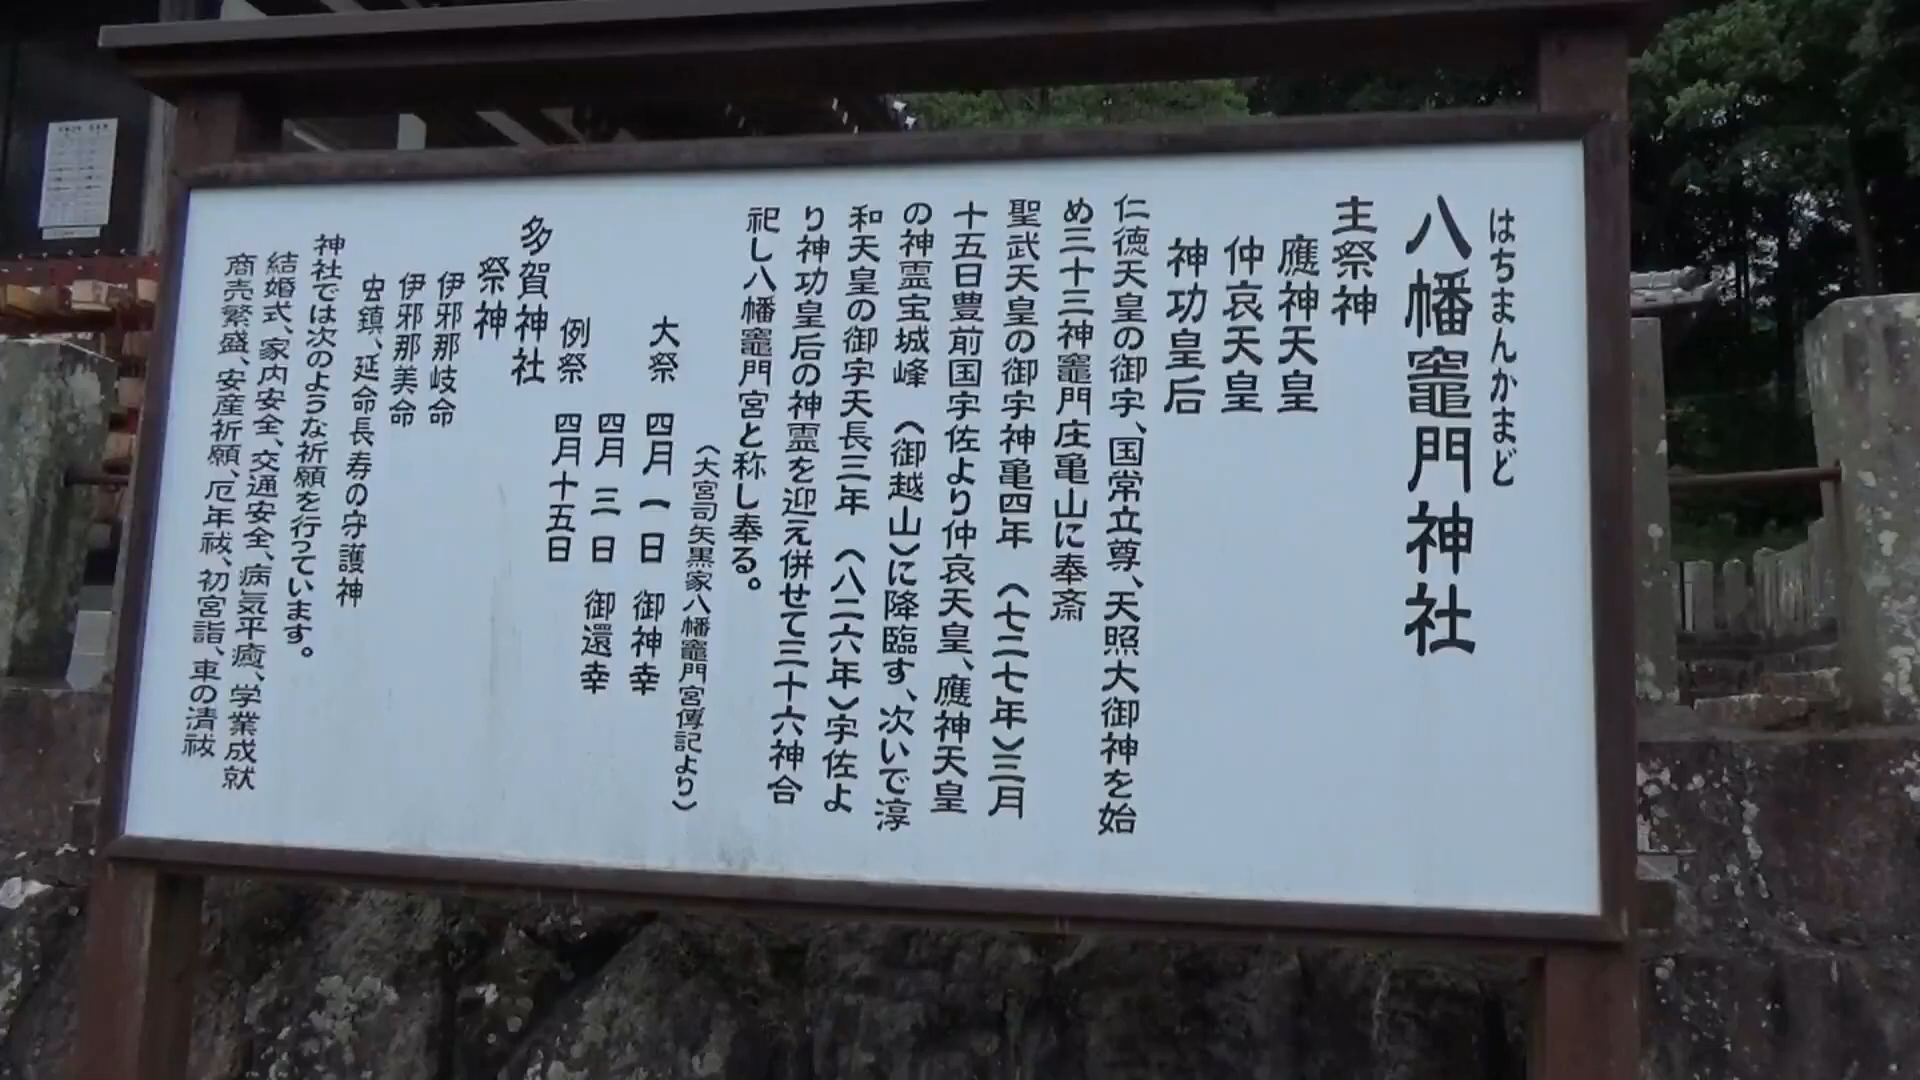 はちまんかまど
八幡竈門神社
主祭神
應神天皇
仲哀天皇
神功皇后
仁徳天皇の御宇、国常立尊、天照大御神を始
め三十三神竈門庄亀山に奉斎
聖武天皇の御宇神亀四年（七二七年）三月
十五日豊前国宇佐より仲哀天皇、應神天皇
の神霊宝城峰（御越山）に降臨す、次いで淳
和天皇の御宇天長三年（八二六年）宇佐よ
り神功皇后の神霊を迎え併せて三十六神合
祀し八幡竈門宮と称し奉る。
（大宮司矢黒家八幡竈門宮傳記より）
大祭 四月一日 御神幸
四月三日 御還幸
例祭 四月十五日
多賀神社
祭神
伊邪那岐命
伊邪那美命
虫鎮、延命長寿の守護神
神社では次のような祈願を行っています。
結婚式、家内安全、交通安全、病気平癒、学業成就
商売繁盛、安産祈願、厄年祓、初宮詣、車の清祓